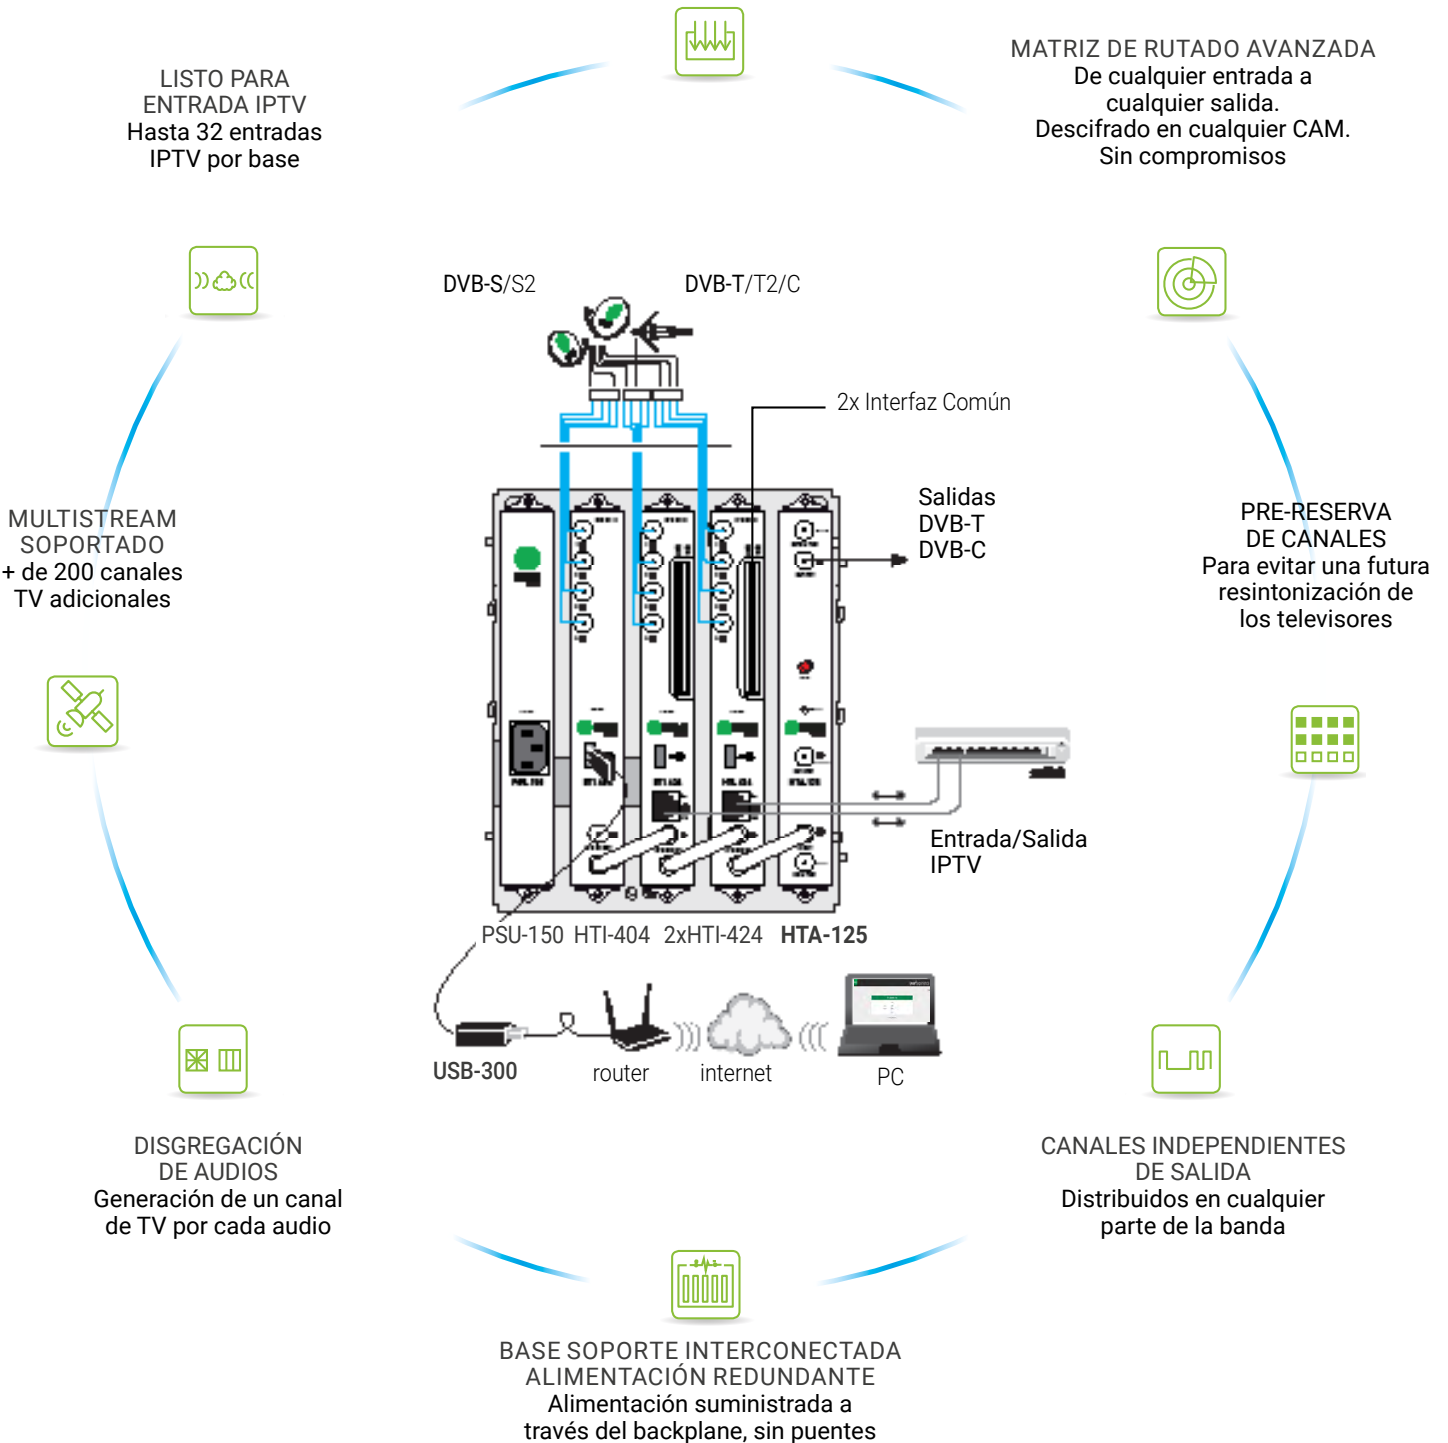 LISTO PARA
ENTRADA IPTV
Hasta 32 entradas
IPTV por base
MATRIZ DE RUTADO AVANZADA
De cualquier entrada a
cualquier salida.
Descifrado en cualquier CAM.
Sin compromisos
DVB-S/S2
DVB-T/T2/C
2x Interfaz Común
Salidas
DVB-T
DVB-C
MULTISTREAM
SOPORTADO
+ de 200 canales
TV adicionales
PRE-RESERVA
DE CANALES
Para evitar una futura
resintonización de
los televisores
Entrada/Salida
IPTV
PSU-150 HTI-404 2xHTI-424 HTA-125
USB-300
router
internet
PC
DISGREGACIÓN
DE AUDIOS
Generación de un canal
de TV por cada audio
CANALES INDEPENDIENTES
DE SALIDA
Distribuidos en cualquier
parte de la banda
BASE SOPORTE INTERCONECTADA
ALIMENTACIÓN REDUNDANTE
Alimentación suministrada a
través del backplane, sin puentes